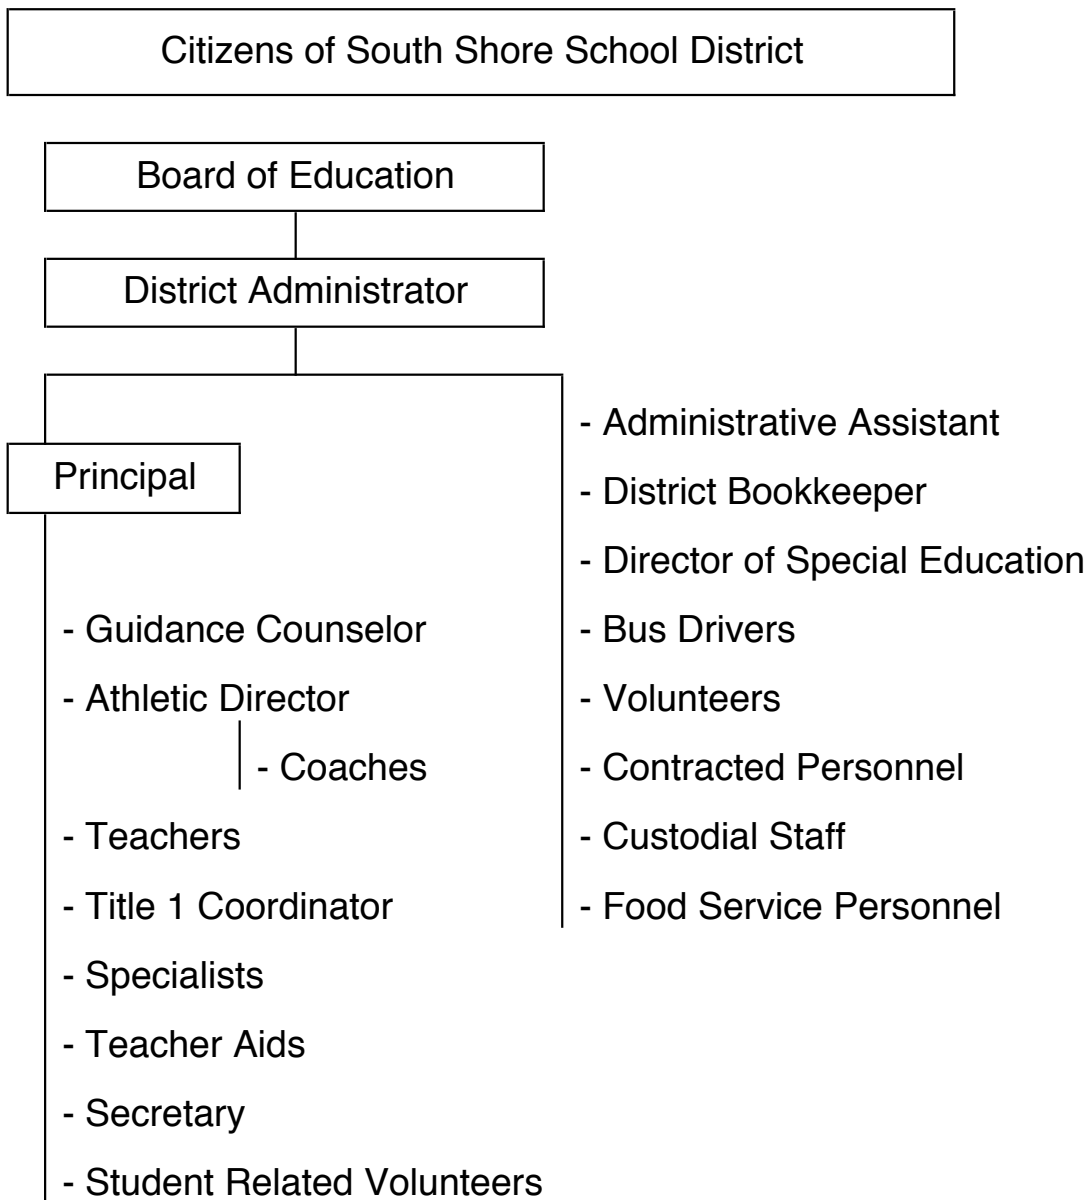 Citizens of South Shore School District
Board of Education
District Administrator
Principal
- Guidance Counselor
- Athletic Director
- Coaches
- Teachers
- Title 1 Coordinator
- Specialists
- Teacher Aids
- Secretary
- Student Related Volunteers
- Administrative Assistant
- District Bookkeeper
- Director of Special Education
- Bus Drivers
- Volunteers
- Contracted Personnel
- Custodial Staff
- Food Service Personnel